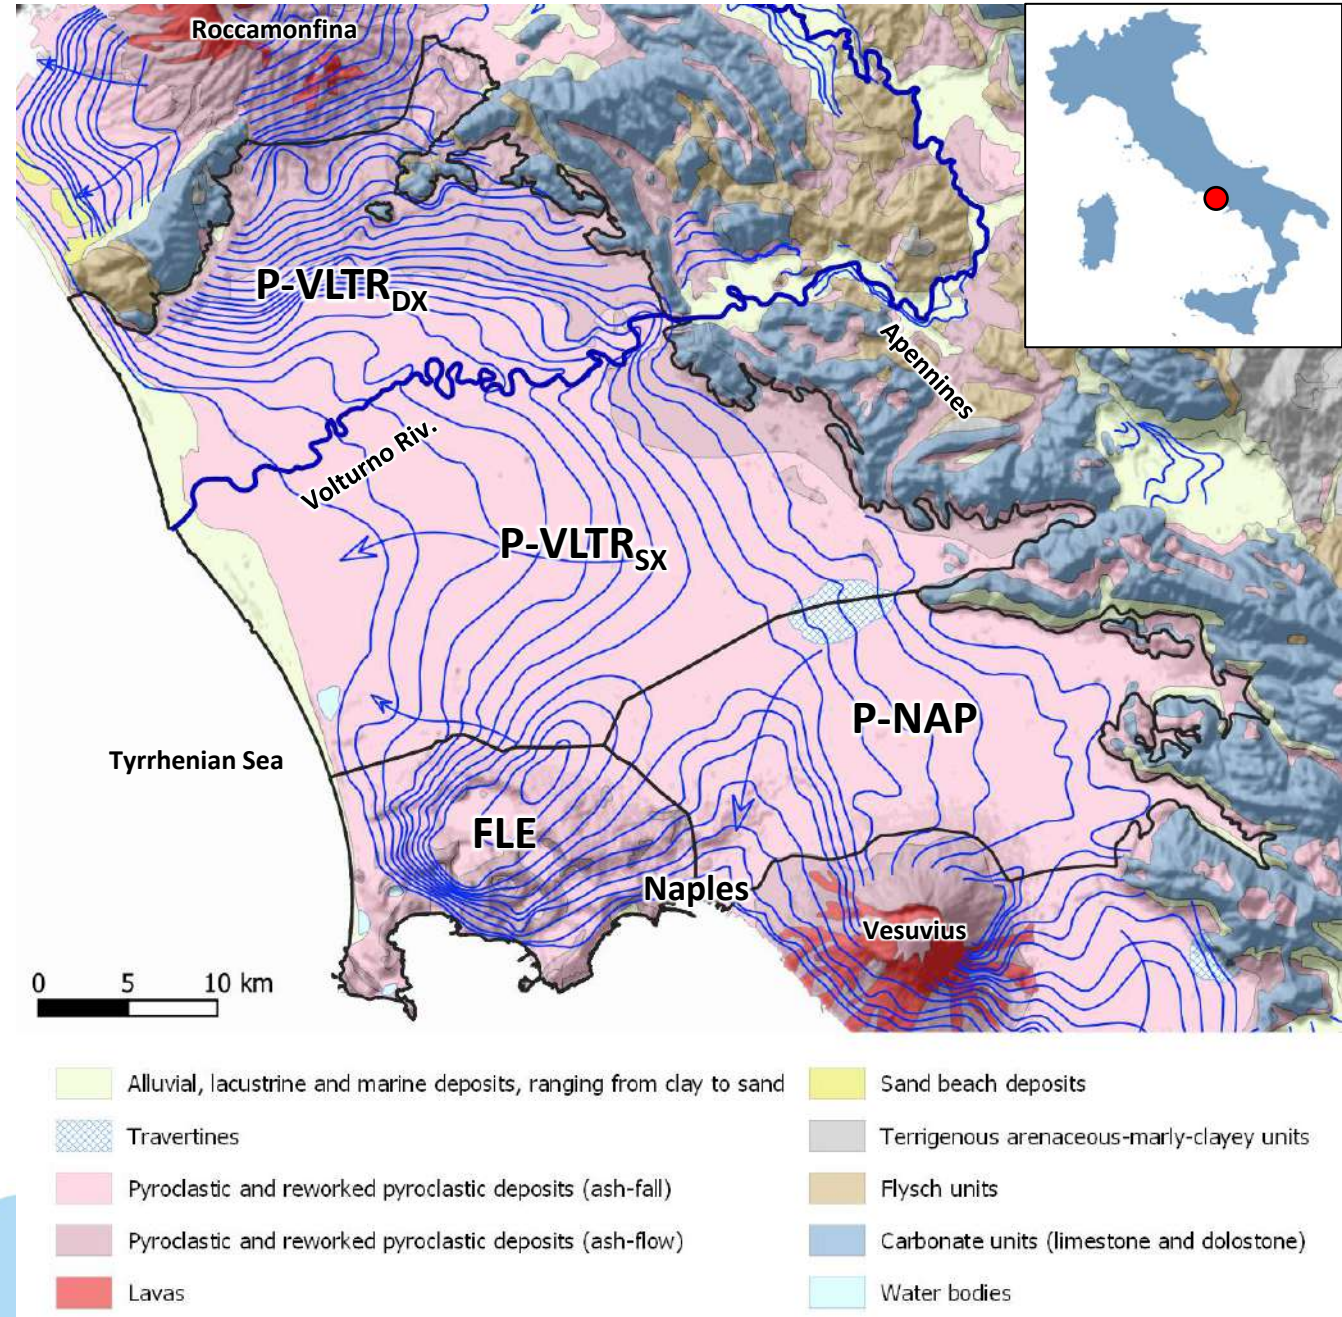 Roccamonfina
P-VLTRDX
Apennines
Volturno Riv.
P-VLTRSX
P-NAP
Tyrrhenian Sea
FLE
Naples
Vesuvius
0 5 10 km
Alluvial, lacustrine and marine deposits, ranging from clay to sand
Travertines
Pyroclastic and reworked pyroclastic deposits (ash-fall)
Pyroclastic and reworked pyroclastic deposits (ash-flow)
Lavas
Sand beach deposits
Terrigenous arenaceous-marly-clayey units
Flysch units
Carbonate units (limestone and dolostone)
Water bodies